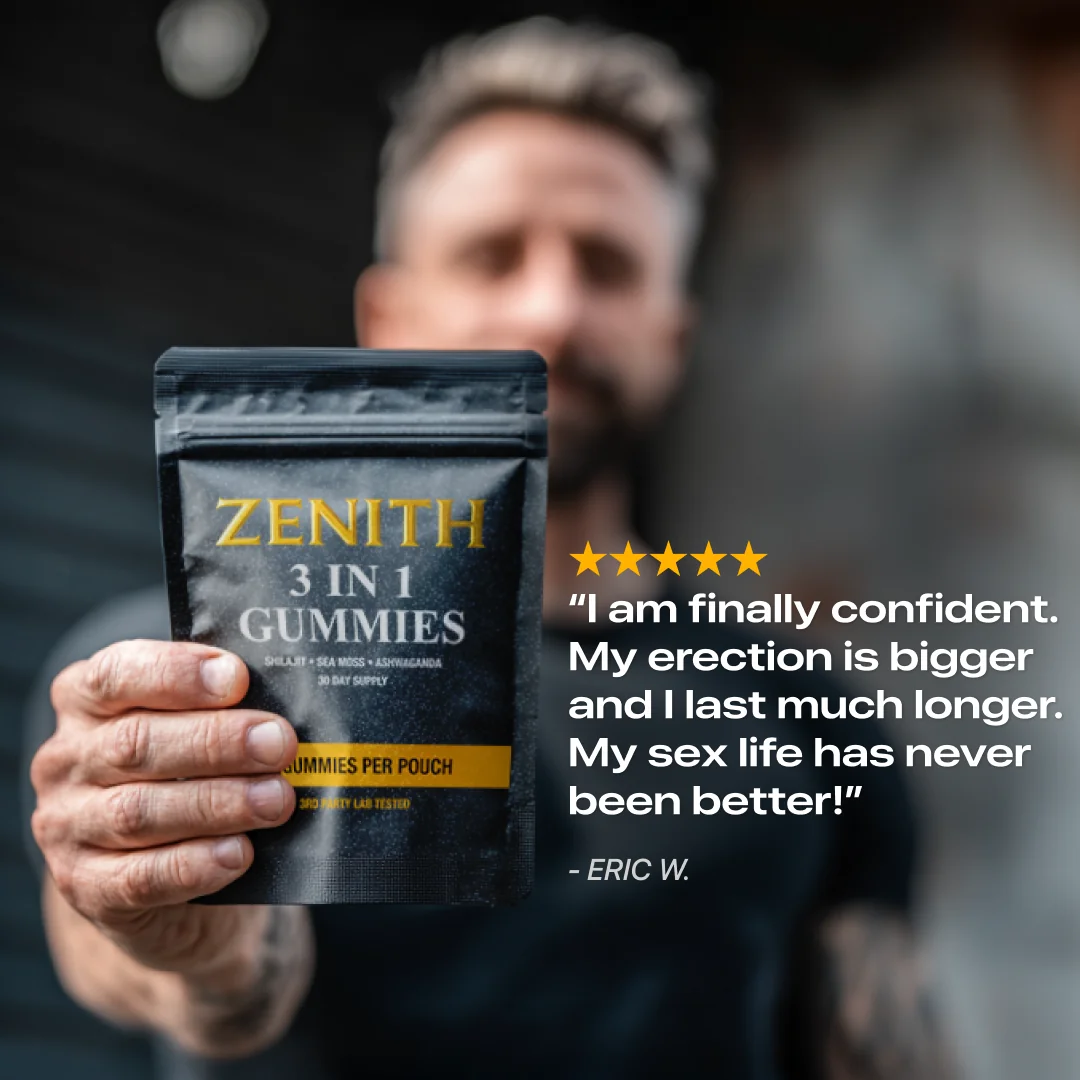 ZENITH
3 IN 1
GUMMIES
SHILAJIT • SEA MOSS • ASHWAGANDA
30 DAY SUPPLY
GUMMIES PER POUCH
3RD PARTY LAB TESTED
★★★★★
“I am finally confident.
My erection is bigger
and I last much longer.
My sex life has never
been better!”
- ERIC W.